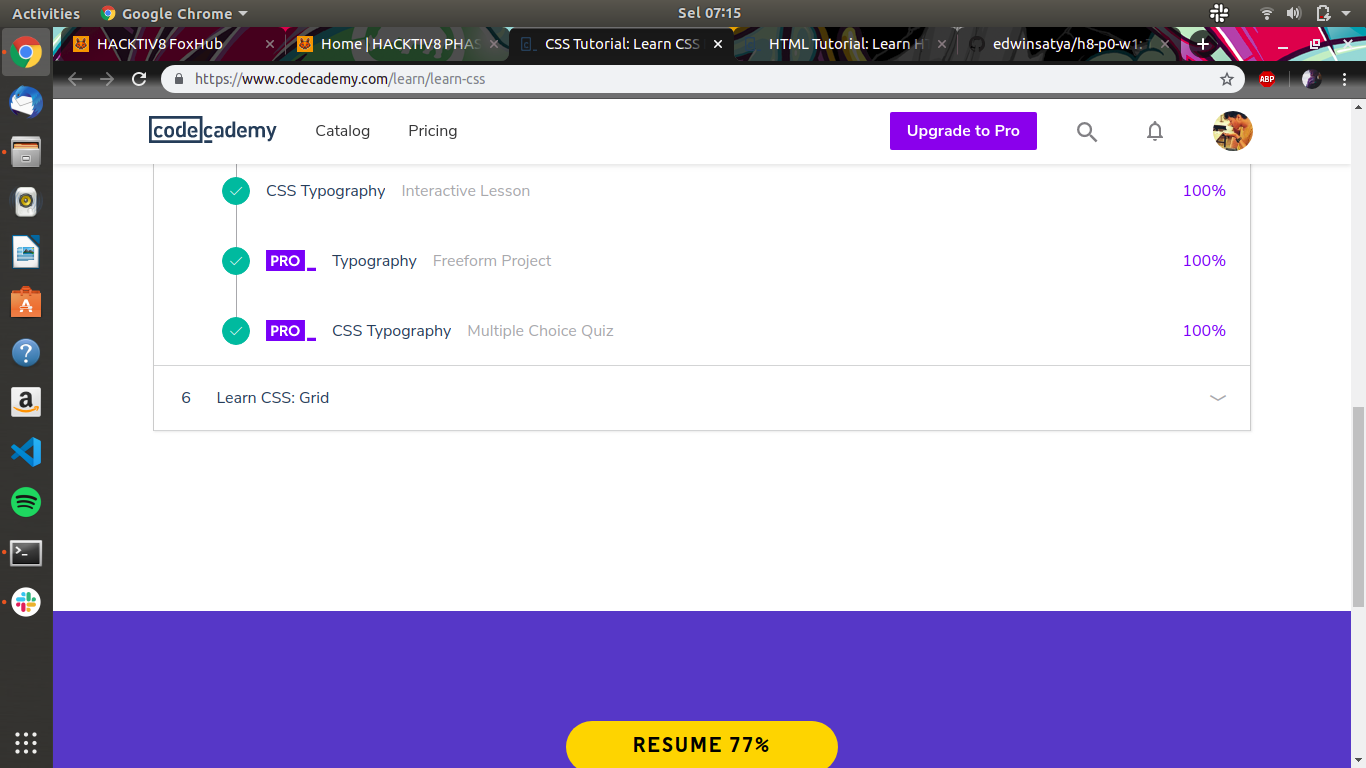 Activities Google Chrome Sel 07:15
HACKTIV8 FoxHub Home | HACKTIV8 PHAS CSS Tutorial: Learn CSS HTML Tutorial: Learn H edwinsatya/h8-p0-w1:
https://www.codecademy.com/learn/learn-css ABP
codecademy Catalog Pricing Upgrade to Pro
CSS Typography Interactive Lesson 100%
PRO Typography Freeform Project 100%
PRO CSS Typography Multiple Choice Quiz 100%
6 Learn CSS: Grid
RESUME 77%